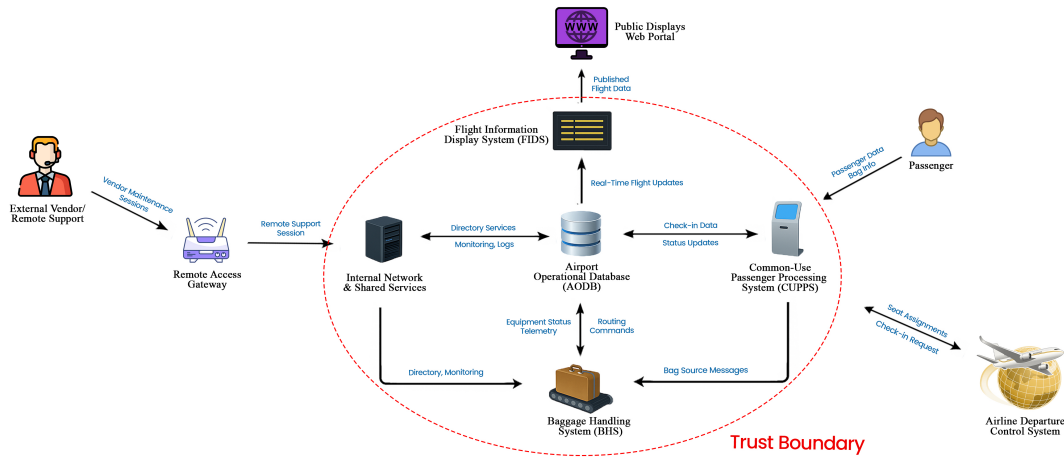 WWW
Public Displays
Web Portal
Published
Flight Data
Flight Information
Display System (FIDS)
Passenger Data
Bag Info
Passenger
External Vendor/
Remote Support
Vendor Maintenance
Sessions
Real-Time Flight Updates
Remote Support
Session
Remote Access
Gateway
Directory Services
Monitoring, Logs
Check-in Data
Status Updates
Internal Network
& Shared Services
Airport
Operational Database
(AODB)
Common-Use
Passenger Processing
System (CUPPS)
Equipment Status
Telemetry
Routing
Commands
Seat Assignments
Check-in Request
Directory, Monitoring
Bag Source Messages
Baggage Handling
System (BHS)
Airline Departure
Control System
Trust Boundary